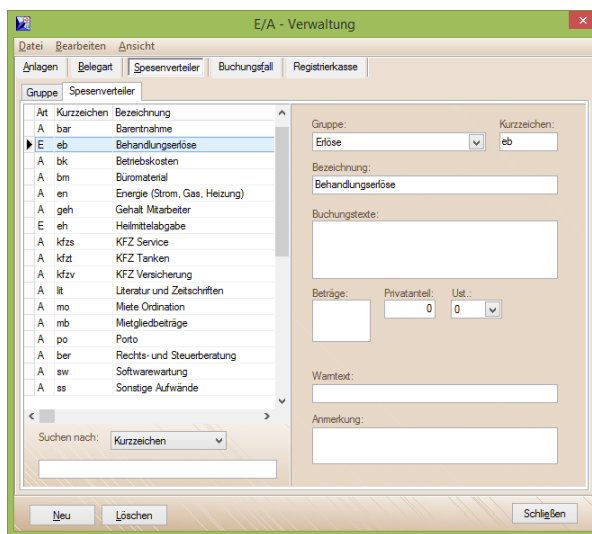 E/A - Verwaltung
Datei Bearbeiten Ansicht
Anlagen Belegart Spesenverteiler Buchungsfall Registrierkasse
Gruppe Spesenverteiler
Art Kurzzeichen Bezeichnung
A bar Barentnahme
E eb Behandlungserlöse
A bk Betriebskosten
A bm Büromaterial
A en Energie (Strom, Gas, Heizung)
A geh Gehalt Mitarbeiter
E eh Heilmittelabgabe
A kfzs KFZ Service
A kfzt KFZ Tanken
A kfzv KFZ Versicherung
A lit Literatur und Zeitschriften
A mo Miete Ordination
A mb Mietgliedbeiträge
A po Porto
A ber Rechts- und Steuerberatung
A sw Softwarewartung
A ss Sonstige Aufwände
Suchen nach: Kurzzeichen
Gruppe: Kurzzeichen:
Erlöse eb
Bezeichnung:
Behandlungserlöse
Buchungstexte:
Beträge: Privatanteil: Ust.:
0 0
Warntext:
Anmerkung:
Neu Löschen Schließen